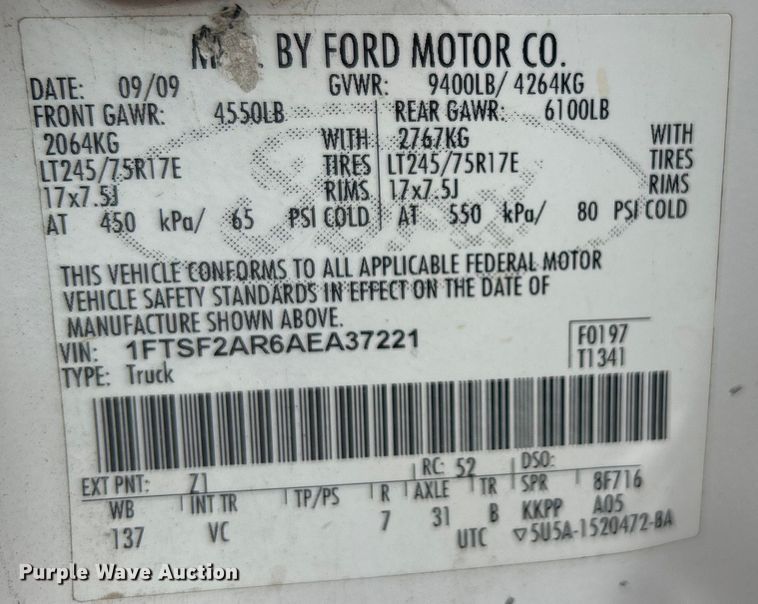 BY FORD MOTOR CO.
DATE: 09/09 GVWR: 9400LB/ 4264KG
FRONT GAWR: 4550LB REAR GAWR: 6100LB
2064KG WITH 2767KG WITH
LT245/75R17E TIRES LT245/75R17E TIRES
17x7.5J RIMS 17x7.5J RIMS
AT 450 kPa/ 65 PSI COLD AT 550 kPa/ 80 PSI COLD
THIS VEHICLE CONFORMS TO ALL APPLICABLE FEDERAL MOTOR
VEHICLE SAFETY STANDARDS IN EFFECT ON THE DATE OF
MANUFACTURE SHOWN ABOVE.
VIN: 1FTSF2AR6AEA37221 F0197
TYPE: Truck T1341
EXT PNT: Z1 RC: 52 DSO:
WB INT TR TP/PS R AXLE TR SPR 8F716
137 VC 7 31 B KKPP A05
UTC ▽5U5A-1520472-BA
Purple Wave Auction